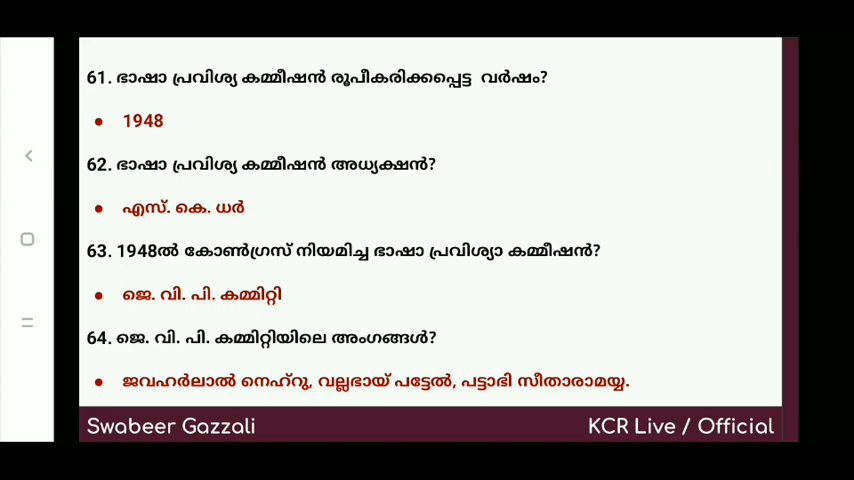 61. ഭാഷാ പ്രവിശ്യ കമ്മീഷൻ രൂപീകരിക്കപ്പെട്ട വർഷം?
• 1948
62. ഭാഷാ പ്രവിശ്യ കമ്മീഷൻ അധ്യക്ഷൻ?
• എസ്. കെ. ധർ
63. 1948ൽ കോൺഗ്രസ് നിയമിച്ച ഭാഷാ പ്രവിശ്യാ കമ്മീഷൻ?
• ജെ. വി. പി. കമ്മിറ്റി
64. ജെ. വി. പി. കമ്മിറ്റിയിലെ അംഗങ്ങൾ?
• ജവഹർലാൽ നെഹ്റു, വല്ലഭായ് പട്ടേൽ, പട്ടാഭി സീതാരാമയ്യ.
Swabeer Gazzali KCR Live / Official